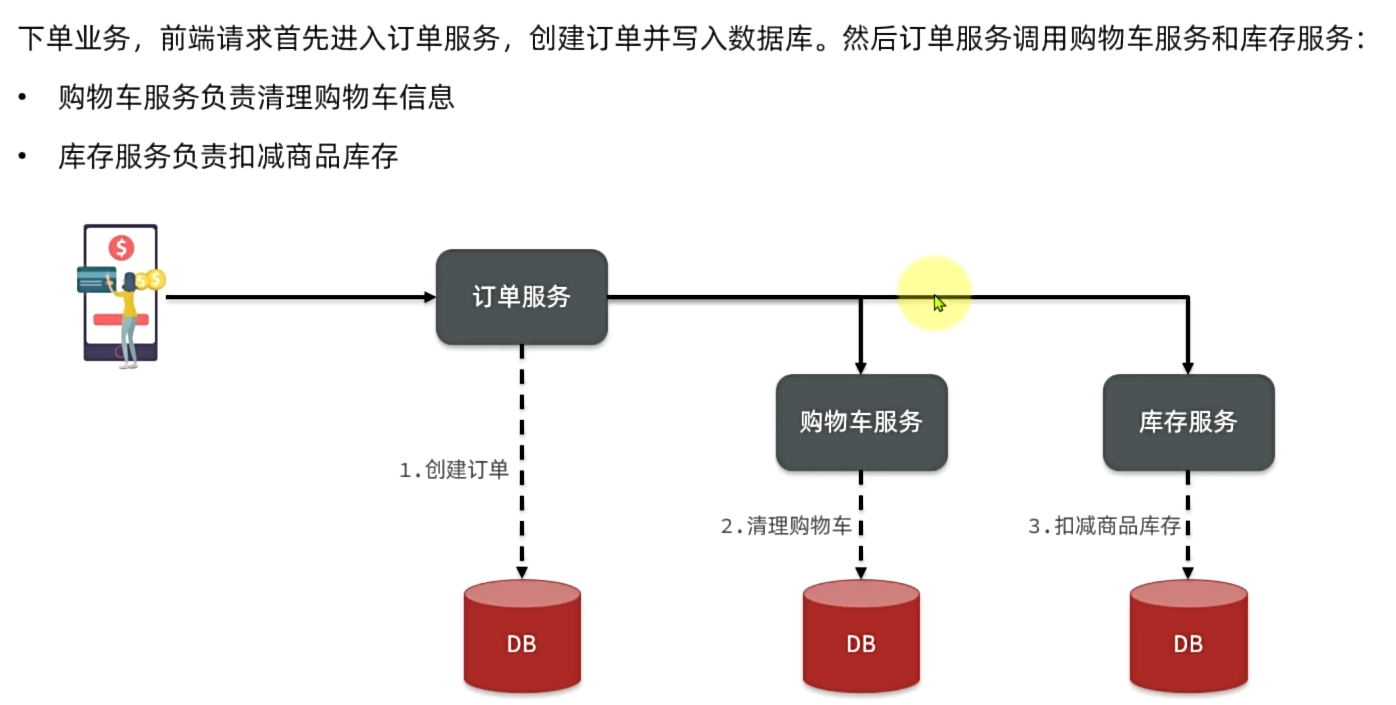 下单业务，前端请求首先进入订单服务，创建订单并写入数据库。然后订单服务调用购物车服务和库存服务：
• 购物车服务负责清理购物车信息
• 库存服务负责扣减商品库存
$
$$
订单服务
购物车服务
库存服务
1.创建订单
2.清理购物车
3.扣减商品库存
DB
DB
DB